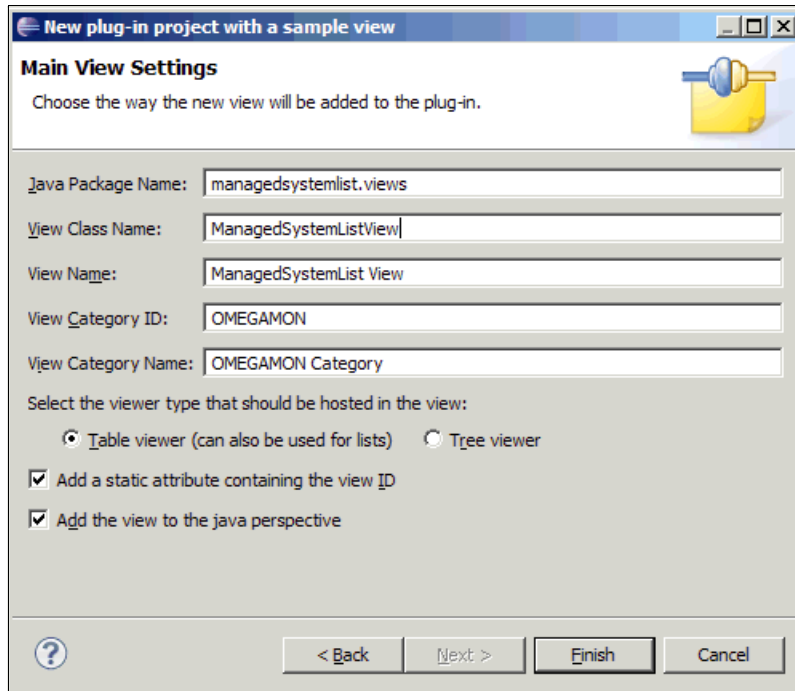 New plug-in project with a sample view
Main View Settings
Choose the way the new view will be added to the plug-in.
Java Package Name: managedsystemlist.views
View Class Name: ManagedSystemListView
View Name: ManagedSystemList View
View Category ID: OMEGAMON
View Category Name: OMEGAMON Category
Select the viewer type that should be hosted in the view:
Table viewer (can also be used for lists) Tree viewer
Add a static attribute containing the view ID
Add the view to the java perspective
? < Back Next > Finish Cancel